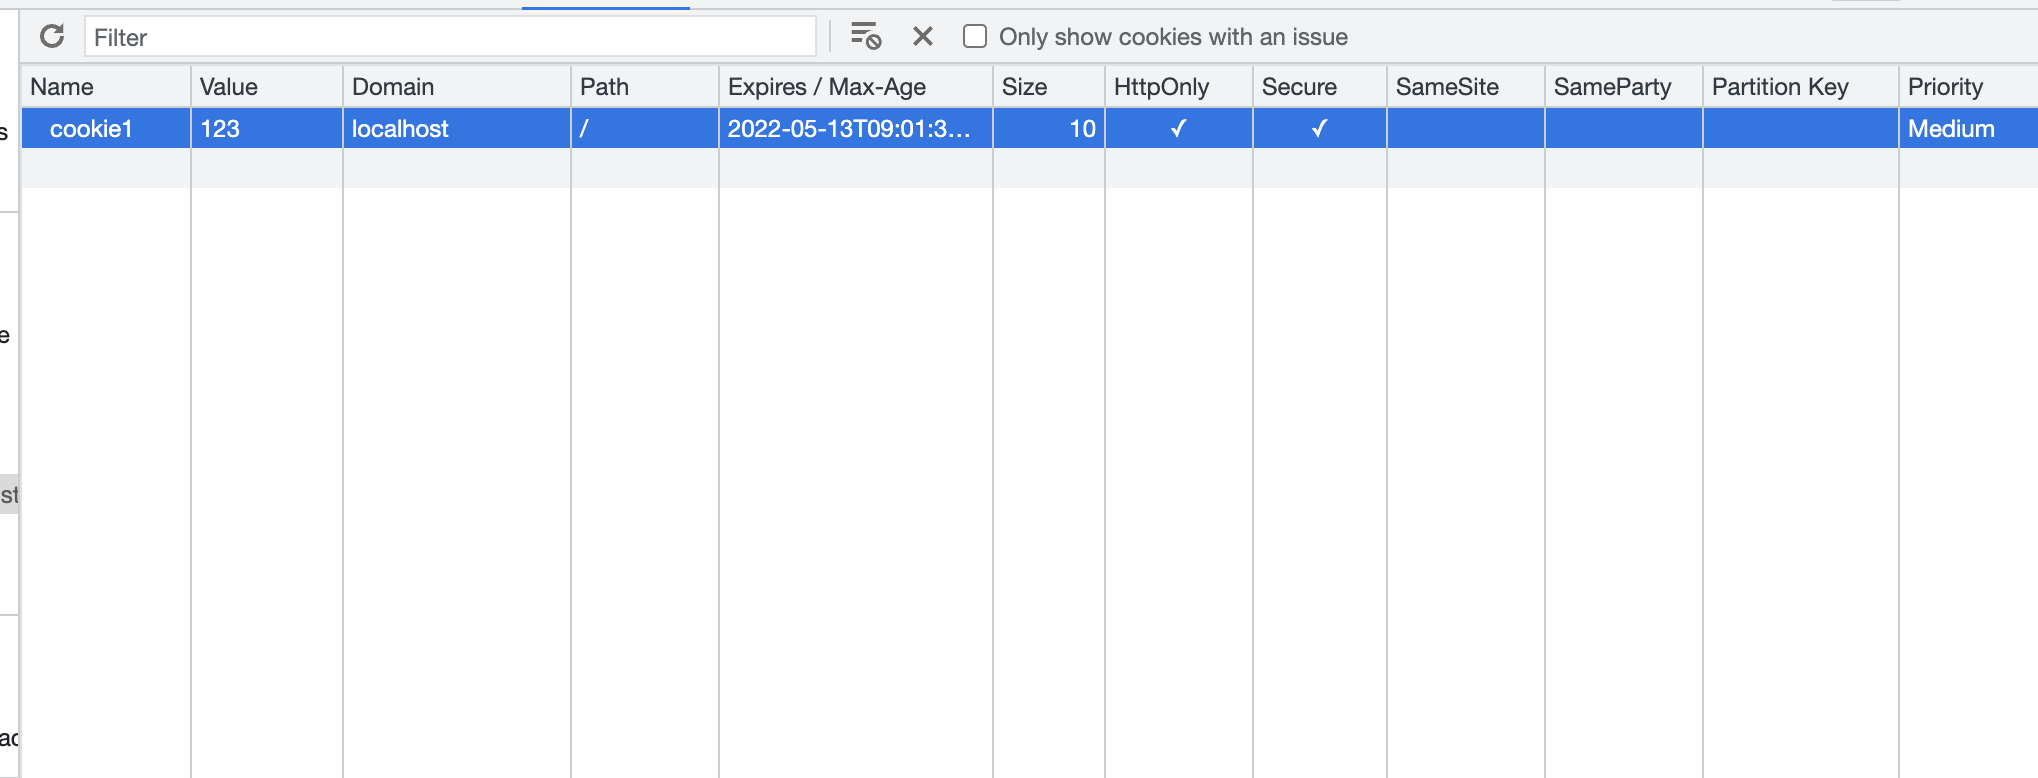 Filter Only show cookies with an issue
Name Value Domain Path Expires / Max-Age Size HttpOnly Secure SameSite SameParty Partition Key Priority
cookie1 123 localhost / 2022-05-13T09:01:3... 10 ✓ ✓ Medium
s
e
st